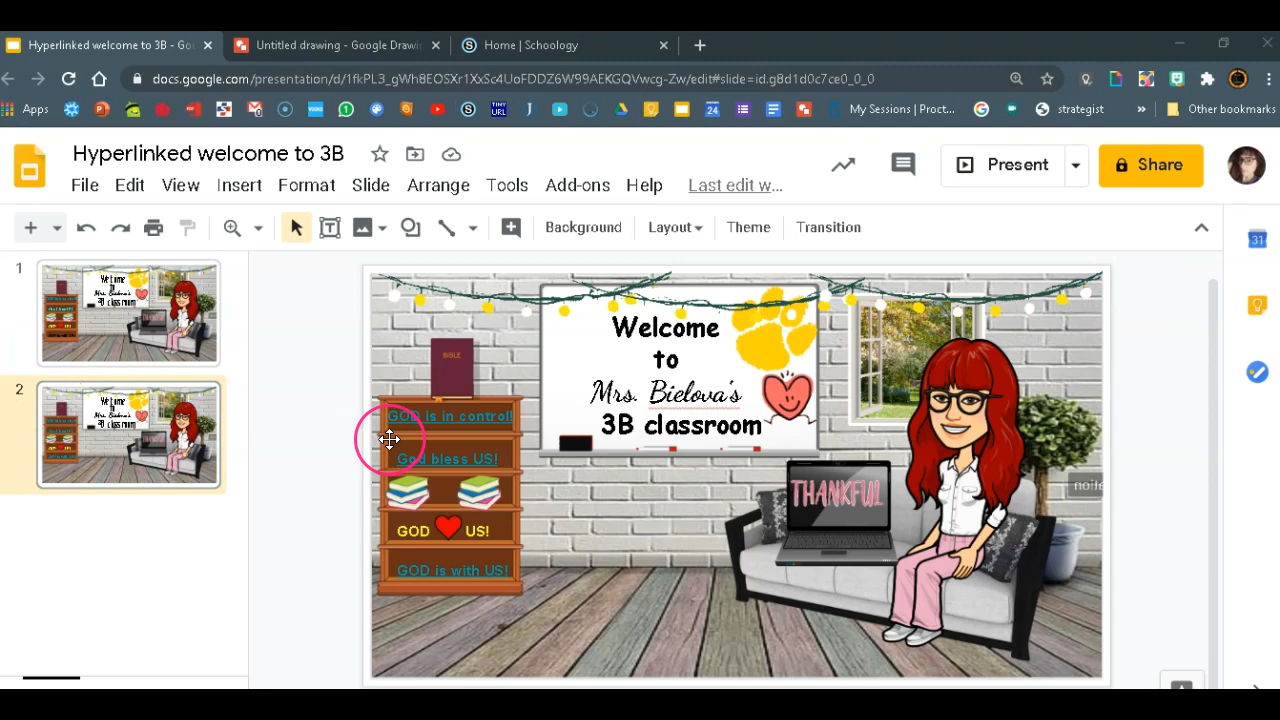 Hyperlinked welcome to 3B - Goo
Untitled drawing - Google Drawin
Home | Schoology
docs.google.com/presentation/d/1fkPL3_gWh8EOSXr1XxSc4UoFDDZ6W99AEKGQVwcg-Zw/edit#slide=id.g8d1d0c7ce0_0_0
Apps
My Sessions | Proct...
strategist
Other bookmarks
Hyperlinked welcome to 3B
File Edit View Insert Format Slide Arrange Tools Add-ons Help Last edit w...
Present
Share
Background Layout Theme Transition
1
2
Welcome
to
Mrs. Bielova's
3B classroom
BIBLE
GOD is in control!
God bless US!
GOD US!
GOD is with US!
THANKFUL